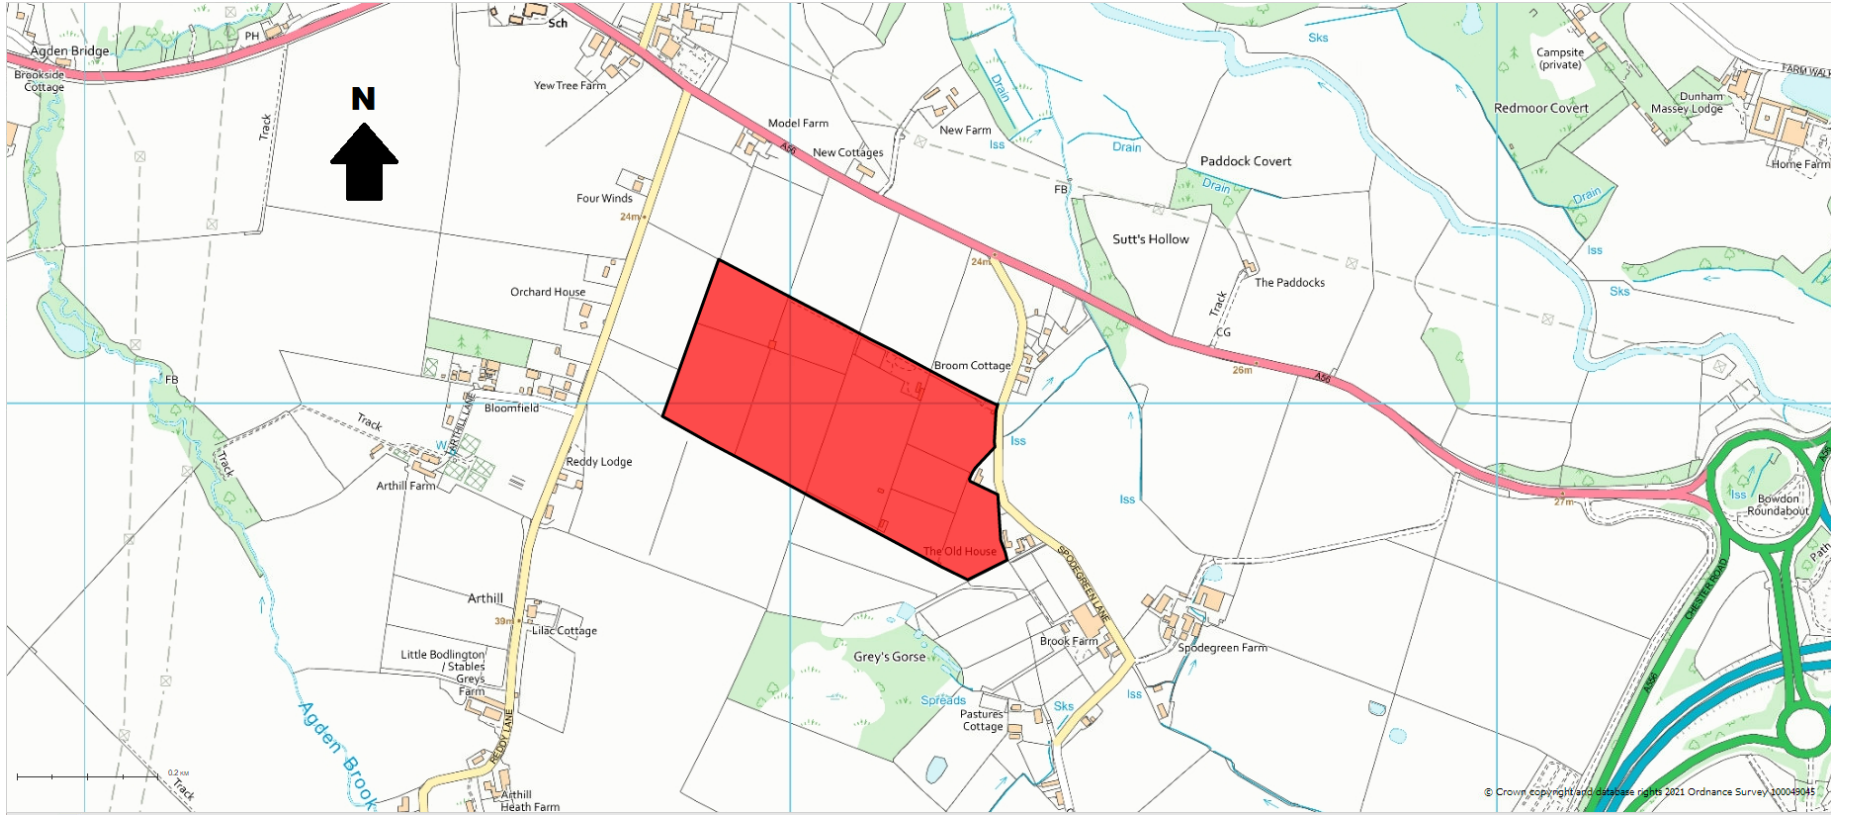 Sch
PH
Agden Bridge
Brookside
Cottage
Track
N
Yew Tree Farm
Model Farm
A56
New Cottages
New Farm
Drain
Iss
Drain
Sks
Campsite
(private)
Redmoor Covert
FARM WALK
Dunham
Massey Lodge
Home Farm
Paddock Covert
Drain
FB
Drain
Iss
Four Winds
24m
Sutt's Hollow
24m
The Paddocks
Track
CG
Sks
Orchard House
Broom Cottage
26m
A56
FB
Bloomfield
ARTHILL LANE
Track
W
Track
Arthill Farm
Reddy Lodge
Iss
Iss
A56
27m
Iss
Bowdon
Roundabout
Path
The Old House
SPODEGREEN LANE
CHESTER ROAD
Arthill
39m
Lilac Cottage
Little Bodlington
Stables
Greys
Farm
Grey's Gorse
Brook Farm
Spodegreen Farm
Spreads
Pastures
Cottage
Sks
Iss
A556
Agden Brook
REDDY LANE
0.2 KM
Track
Arthill
Heath Farm
© Crown copyright and database rights 2021 Ordnance Survey 100049045